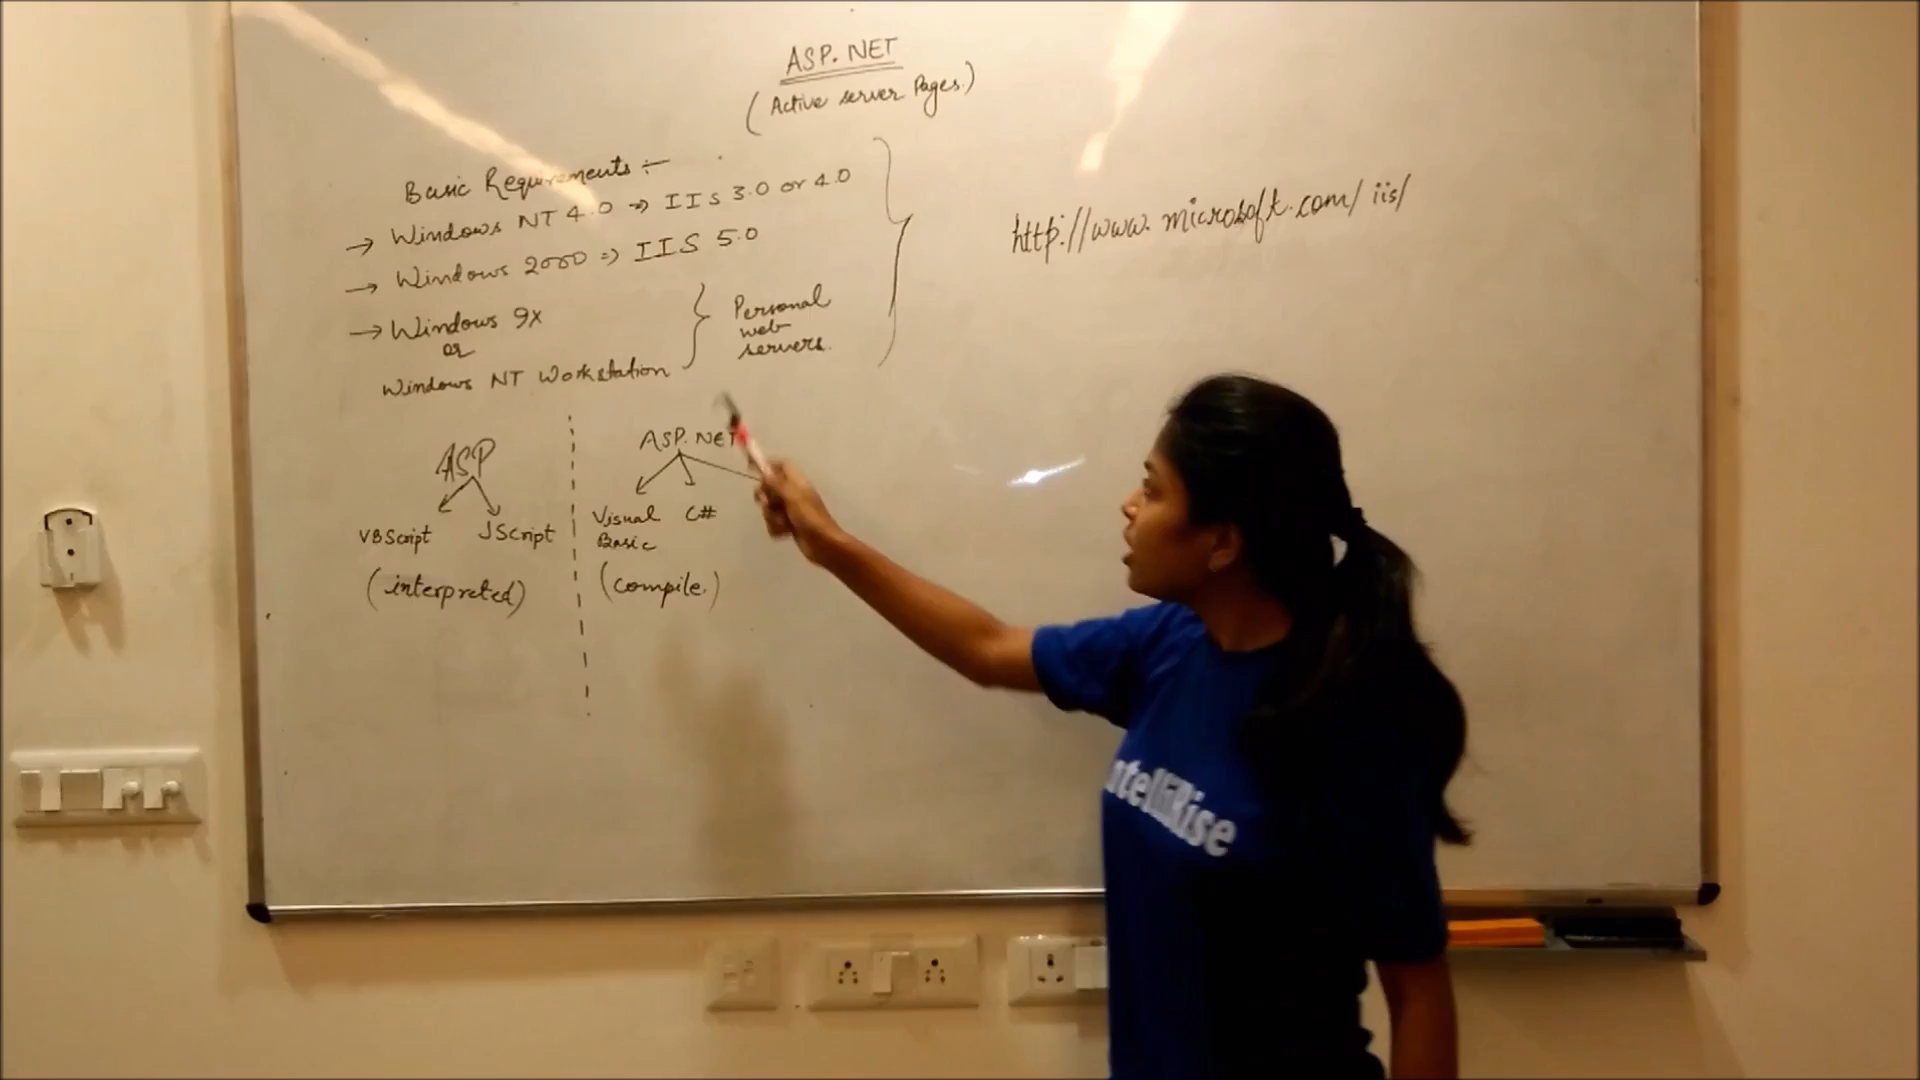 ASP.NET
(Active server Pages.)
Basic Requirements :-
→ Windows NT 4.0 => IIs 3.0 or 4.0
→ Windows 2000 => IIS 5.0
→ Windows 9x
or
Windows NT Workstation
Personal
web
servers.
http://www.microsoft.com/iis/
ASP
VBScript JScript
(interpreted)
ASP.NET
Visual C#
Basic
(compile.)
ntelliRise